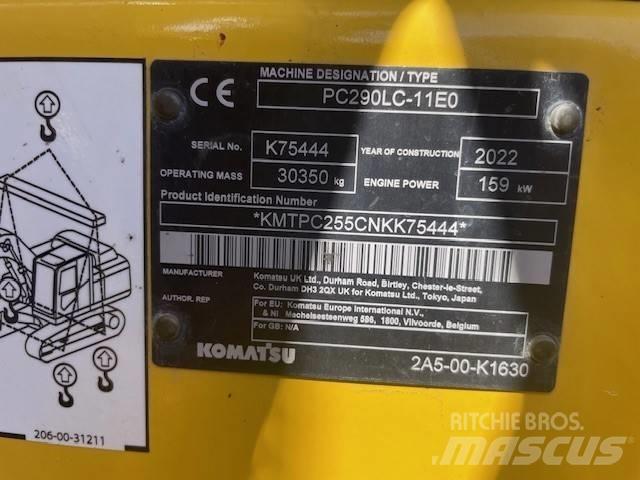 MACHINE DESIGNATION / TYPE
CE PC290LC-11E0
SERIAL No. K75444 YEAR OF CONSTRUCTION 2022
OPERATING MASS 30350 kg ENGINE POWER 159 kW
Product Identification Number
*KMTPC255CNKK75444*
MANUFACTURER Komatsu UK Ltd., Durham Road, Birtley, Chester-le-Street,
Co. Durham DH3 2QX UK for Komatsu Ltd., Tokyo, Japan
AUTHOR. REP For EU: Komatsu Europe International N.V.,
& NI Mechelsesteenweg 586, 1800, Vilvoorde, Belgium
For GB: N/A
KOMATSU 2A5-00-K1630
206-00-31211
RITCHIE BROS.
MASCUS